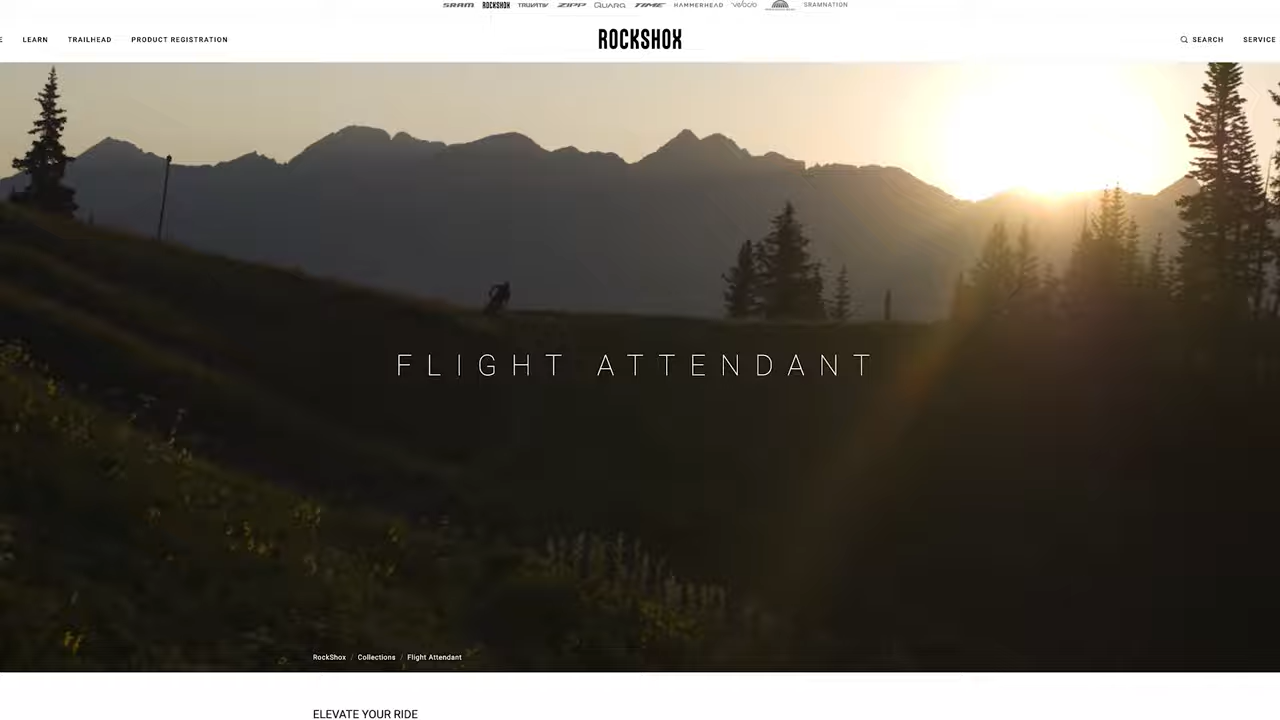 SRAM ROCKSHOX TRUVATIV ZIPP QUARQ TIME HAMMERHEAD velocio SRAMNATION
LEARN TRAILHEAD PRODUCT REGISTRATION ROCKSHOX SEARCH SERVICE
FLIGHT ATTENDANT
RockShox / Collections / Flight Attendant
ELEVATE YOUR RIDE